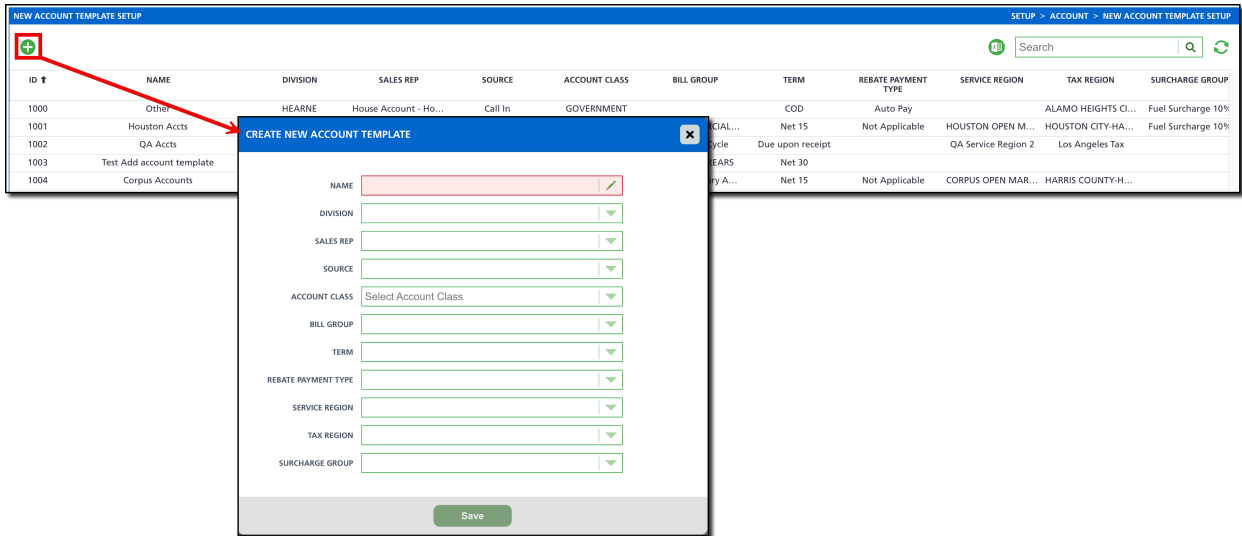 NEW ACCOUNT TEMPLATE SETUP SETUP > ACCOUNT > NEW ACCOUNT TEMPLATE SETUP
Search
ID NAME DIVISION SALES REP SOURCE ACCOUNT CLASS BILL GROUP TERM REBATE PAYMENT TYPE SERVICE REGION TAX REGION SURCHARGE GROUP
1000 Other HEARNE House Account - Ho... Call In GOVERNMENT COD Auto Pay ALAMO HEIGHTS CI... Fuel Surcharge 10%
1001 Houston Accts CIAL... Net 15 Not Applicable HOUSTON OPEN M... HOUSTON CITY-HA... Fuel Surcharge 10%
1002 QA Accts Cycle Due upon receipt QA Service Region 2 Los Angeles Tax
1003 Test Add account template REARS Net 30
1004 Corpus Accounts ry A... Net 15 Not Applicable CORPUS OPEN MAR... HARRIS COUNTY-H...
CREATE NEW ACCOUNT TEMPLATE
NAME
DIVISION
SALES REP
SOURCE
ACCOUNT CLASS Select Account Class
BILL GROUP
TERM
REBATE PAYMENT TYPE
SERVICE REGION
TAX REGION
SURCHARGE GROUP
Save